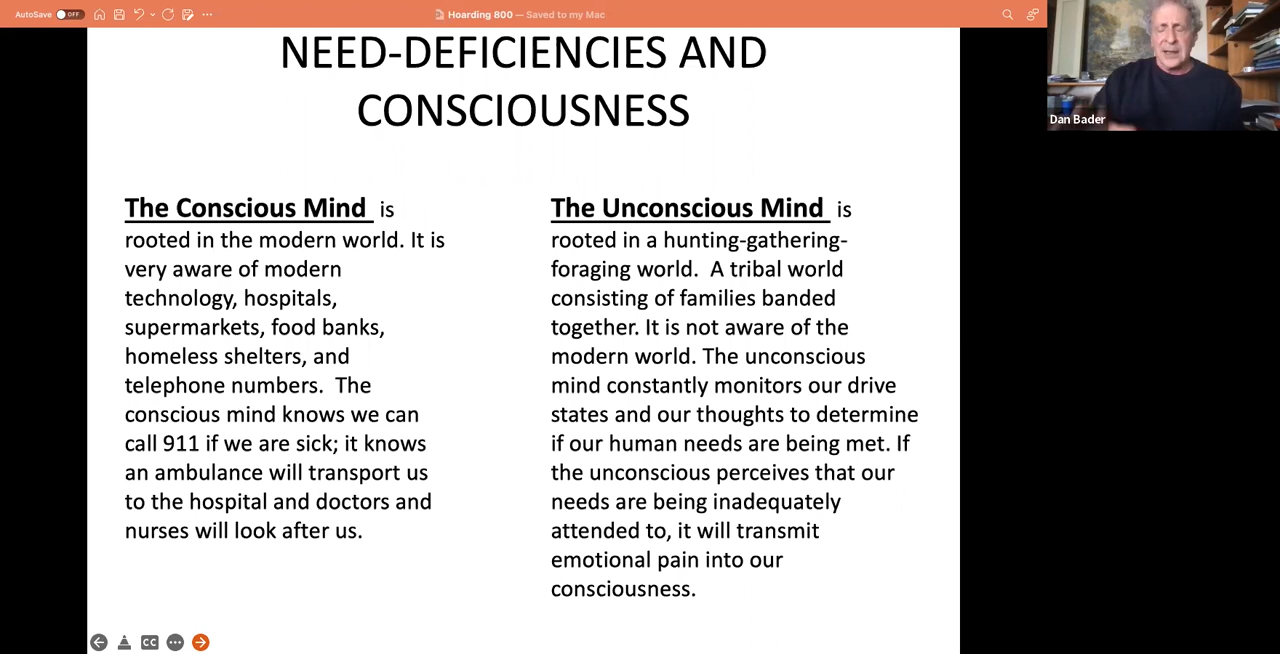 AutoSave OFF
Hoarding 800 — Saved to my Mac
Dan Bader
NEED-DEFICIENCIES AND
CONSCIOUSNESS
The Conscious Mind is
rooted in the modern world. It is
very aware of modern
technology, hospitals,
supermarkets, food banks,
homeless shelters, and
telephone numbers. The
conscious mind knows we can
call 911 if we are sick; it knows
an ambulance will transport us
to the hospital and doctors and
nurses will look after us.
The Unconscious Mind is
rooted in a hunting-gathering-
foraging world. A tribal world
consisting of families banded
together. It is not aware of the
modern world. The unconscious
mind constantly monitors our drive
states and our thoughts to determine
if our human needs are being met. If
the unconscious perceives that our
needs are being inadequately
attended to, it will transmit
emotional pain into our
consciousness.
CC